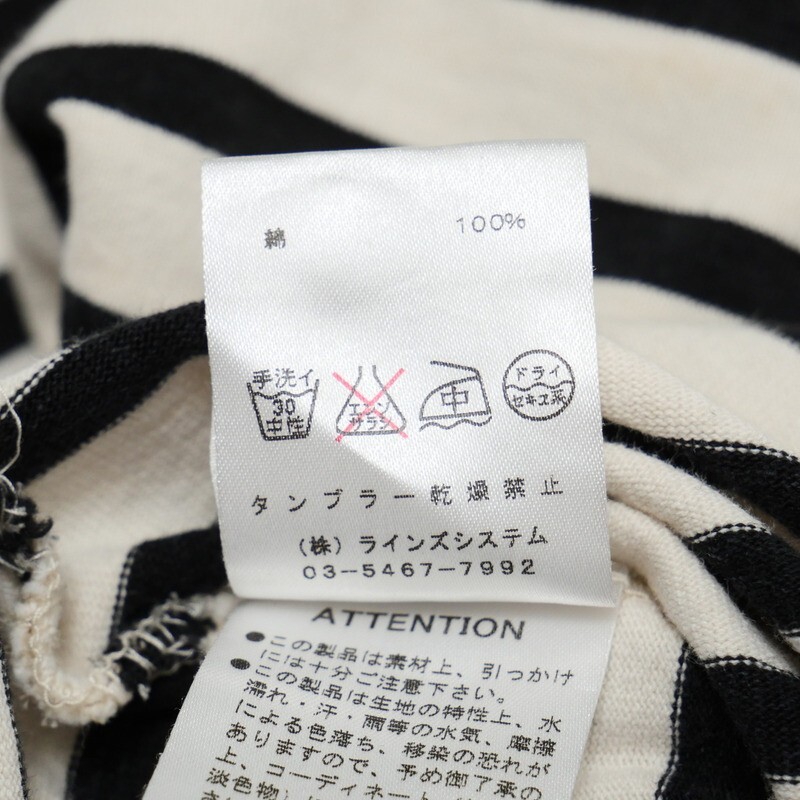 綿 100%
手洗イ
30
中性
エンソ
サラシ
中
ドライ
セキユ系
タンブラー乾燥禁止
(株)ラインズシステム
03-5467-7992
ATTENTION
●この製品は素材上、引っかけ
には十分ご注意下さい。
●この製品は生地の特性上、水
濡れ・汗・雨等の水気、摩擦
による色落ち、移染の恐れが
ありますので、予め御了承の
上、コーディネート
淡色物)